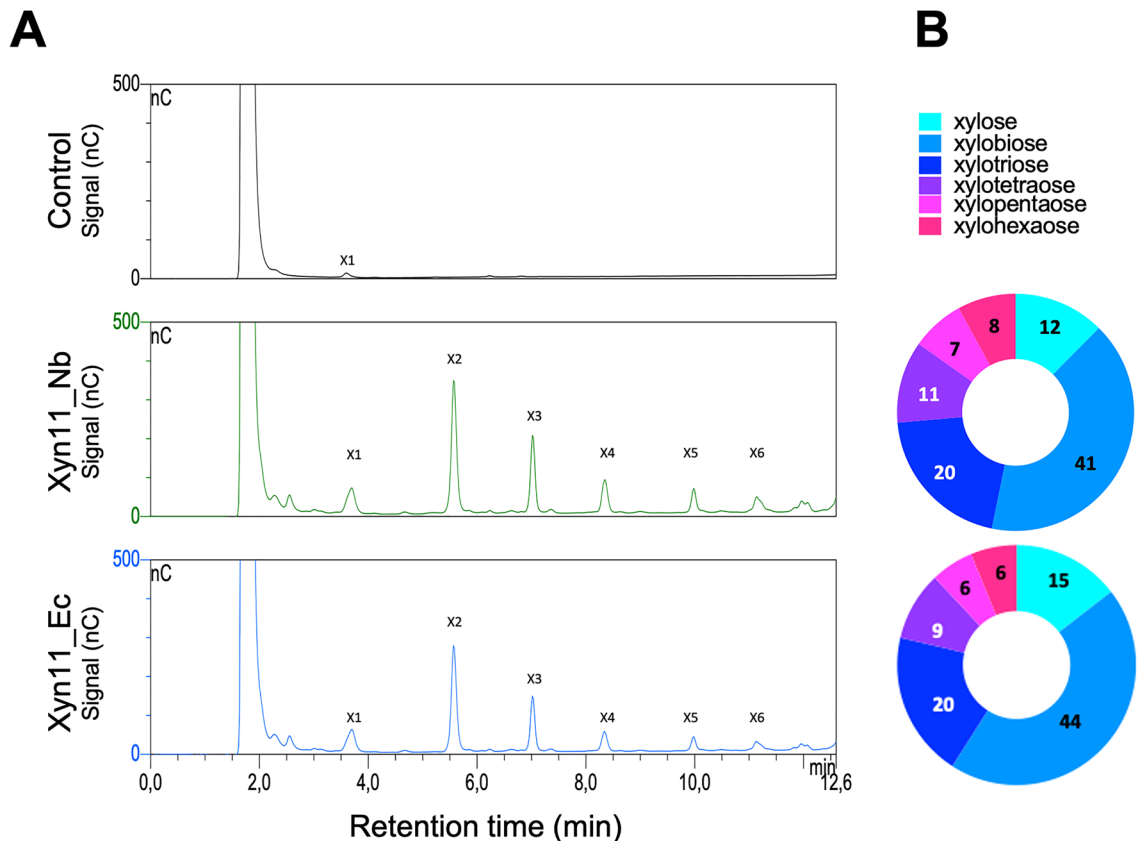 A
B
Control
Signal (nC)
500
nC
X1
0
Xyn11_Nb
Signal (nC)
500
nC
X1
X2
X3
X4
X5
X6
0
Xyn11_Ec
Signal (nC)
500
nC
X1
X2
X3
X4
X5
X6
0
min
0,0
2,0
4,0
6,0
8,0
10,0
12,6
Retention time (min)
xylose
xylobiose
xylotriose
xylotetraose
xylopentaose
xylohexaose
12
41
20
11
7
8
15
44
20
9
6
6